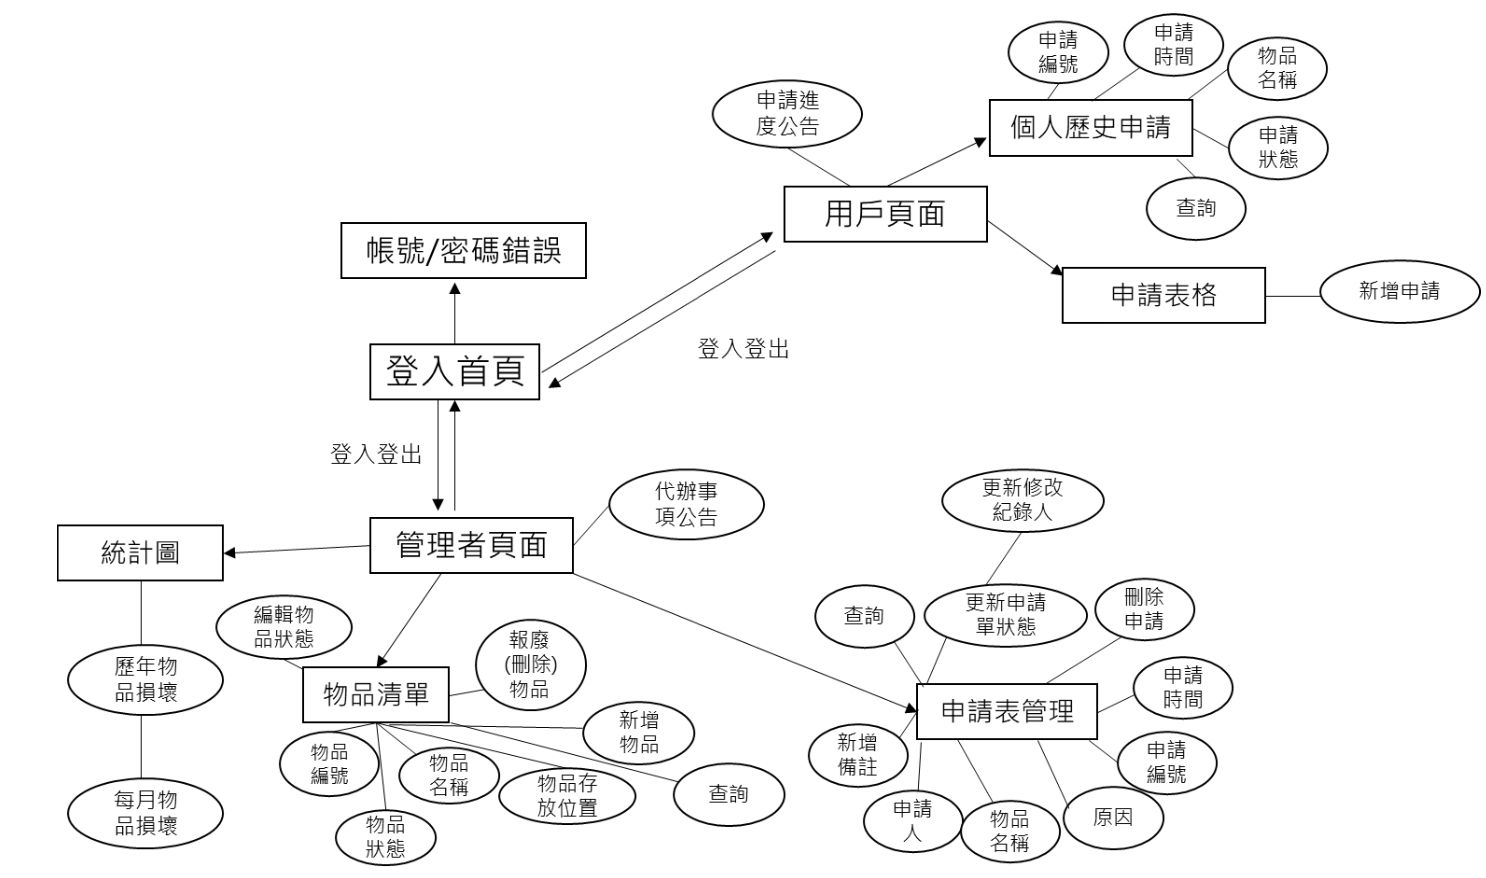 申請
編號
申請
時間
物品
名稱
申請進
度公告
個人歷史申請
申請
狀態
查詢
用戶頁面
帳號/密碼錯誤
申請表格
新增申請
登入登出
登入首頁
登入登出
代辦事
項公告
更新修改
紀錄人
統計圖
管理者頁面
編輯物
品狀態
報廢
(刪除)
物品
查詢
更新申請
單狀態
刪除
申請
歷年物
品損壞
物品清單
申請
時間
申請表管理
新增
物品
新增
備註
申請
編號
物品
編號
物品
名稱
物品存
放位置
查詢
每月物
品損壞
物品
狀態
申請
人
物品
名稱
原因